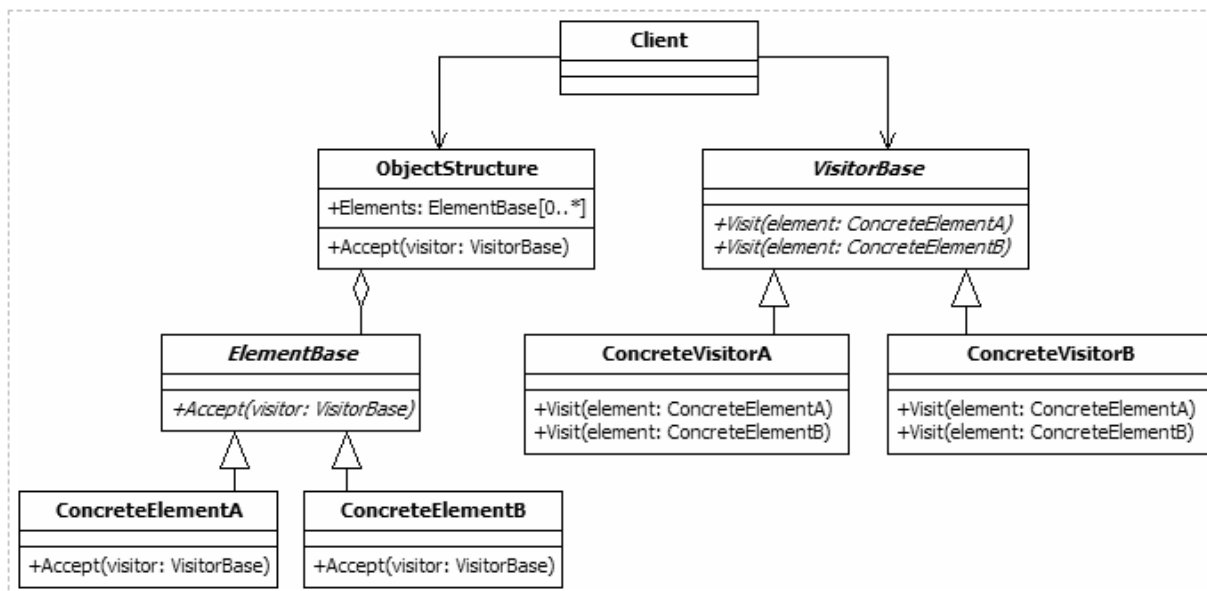 Client
ObjectStructure
+Elements: ElementBase[0..*]
+Accept(visitor: VisitorBase)
VisitorBase
+Visit(element: ConcreteElementA)
+Visit(element: ConcreteElementB)
ElementBase
+Accept(visitor: VisitorBase)
ConcreteVisitorA
+Visit(element: ConcreteElementA)
+Visit(element: ConcreteElementB)
ConcreteVisitorB
+Visit(element: ConcreteElementA)
+Visit(element: ConcreteElementB)
ConcreteElementA
+Accept(visitor: VisitorBase)
ConcreteElementB
+Accept(visitor: VisitorBase)